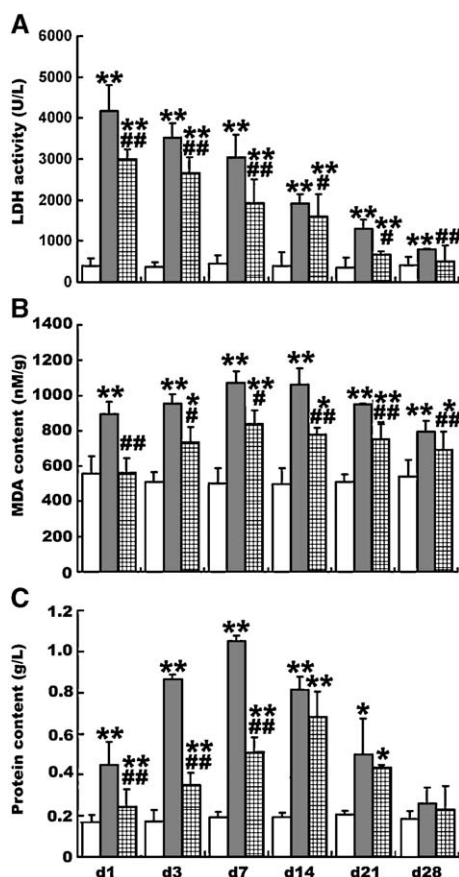 A
LDH activity (U/L)
6000
5000
4000
3000
2000
1000
0
** ** ##
** ** ##
** ** ##
** ** #
** ** #
** ##
B
MDA content (nM/g)
1400
1200
1000
800
600
400
200
0
** ##
** * #
** ** #
** * ##
** ** ##
** * ##
C
Protein content (g/L)
1.2
1.0
0.8
0.6
0.4
0.2
0
** ** ##
** ** ##
** ** ##
** **
* *
d1 d3 d7 d14 d21 d28